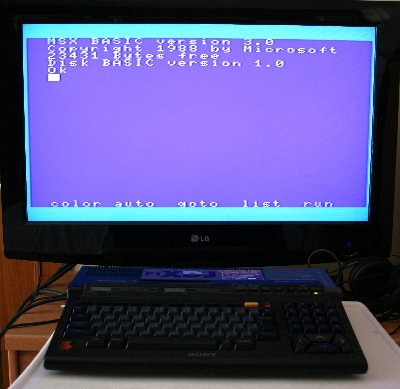 MSX BASIC version 3.0
Copyright 1988 by Microsoft
23431 Bytes free
Disk BASIC version 1.0
Ok
color auto goto list run
LG
SONY